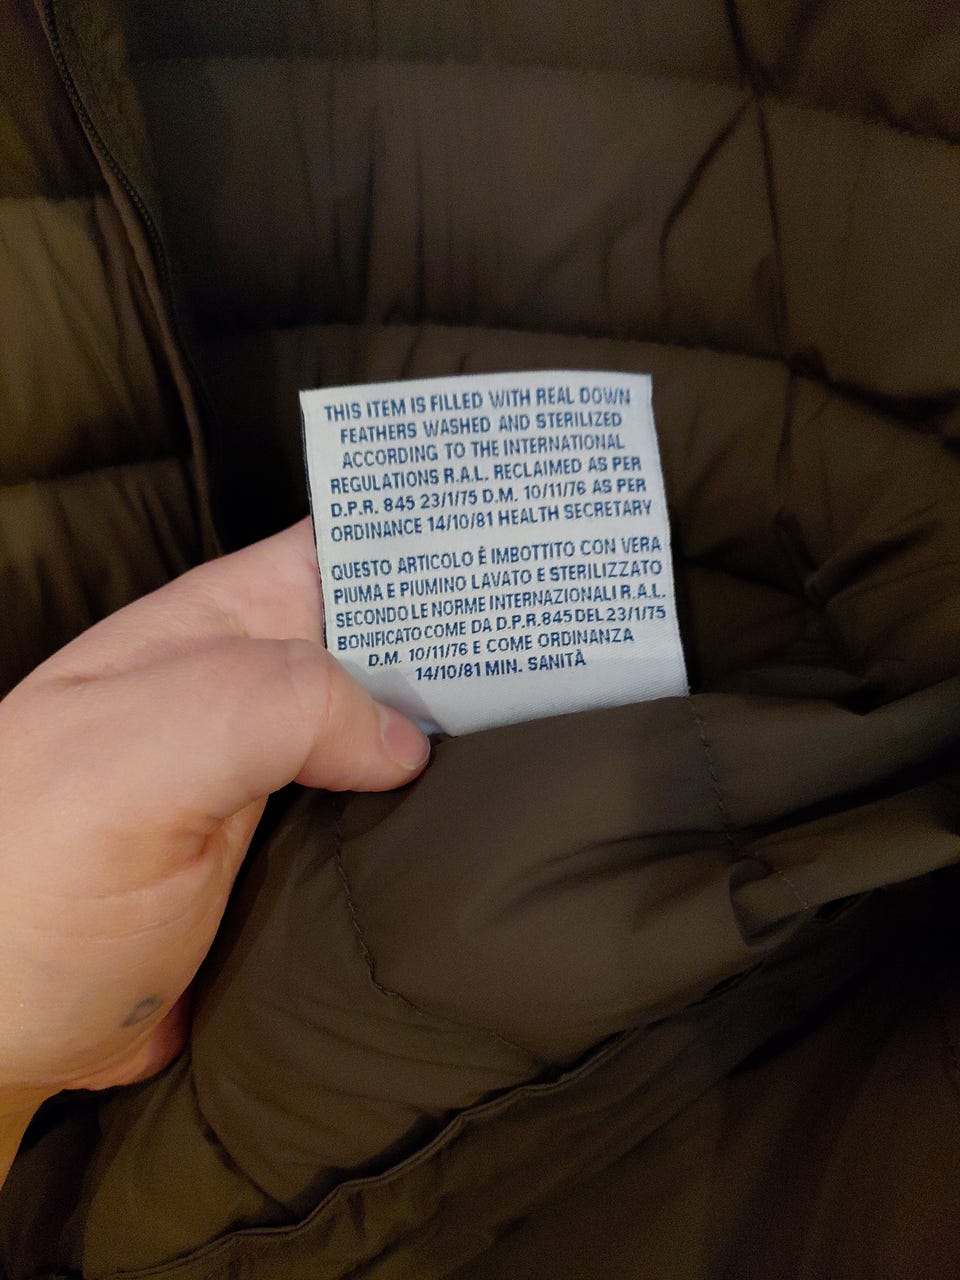 THIS ITEM IS FILLED WITH REAL DOWN
FEATHERS WASHED AND STERILIZED
ACCORDING TO THE INTERNATIONAL
REGULATIONS R.A.L. RECLAIMED AS PER
D.P.R. 845 23/1/75 D.M. 10/11/76 AS PER
ORDINANCE 14/10/81 HEALTH SECRETARY
QUESTO ARTICOLO È IMBOTTITO CON VERA
PIUMA E PIUMINO LAVATO E STERILIZZATO
SECONDO LE NORME INTERNAZIONALI R.A.L.
BONIFICATO COME DA D.P.R. 845 DEL 23/1/75
D.M. 10/11/76 E COME ORDINANZA
14/10/81 MIN. SANITÀ